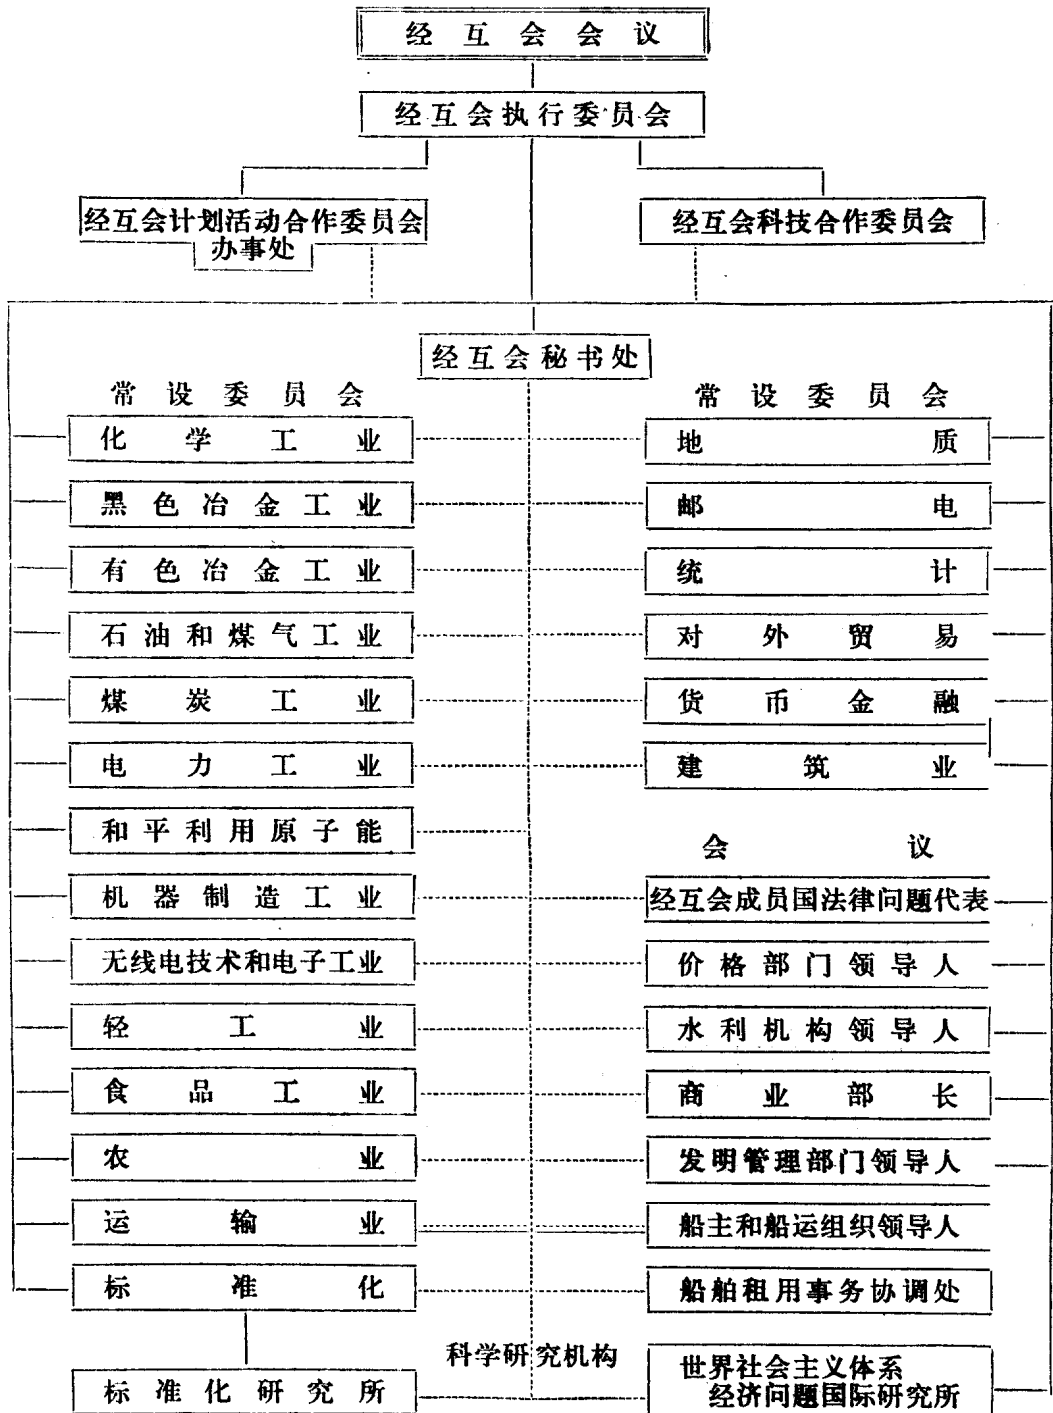 经互会会议
经互会执行委员会
经互会计划活动合作委员会
办事处
经互会科技合作委员会
经互会秘书处
常设委员会
化学工业
黑色冶金工业
有色冶金工业
石油和煤气工业
煤炭工业
电力工业
和平利用原子能
机器制造工业
无线电技术和电子工业
轻工业
食品工业
农业
运输业
标准化
标准化研究所
常设委员会
地质
邮电
统计
对外贸易
货币金融
建筑业
会议
经互会成员国法律问题代表
价格部门领导人
水利机构领导人
商业部长
发明管理部门领导人
船主和船运组织领导人
船舶租用事务协调处
科学研究机构
世界社会主义体系
经济问题国际研究所